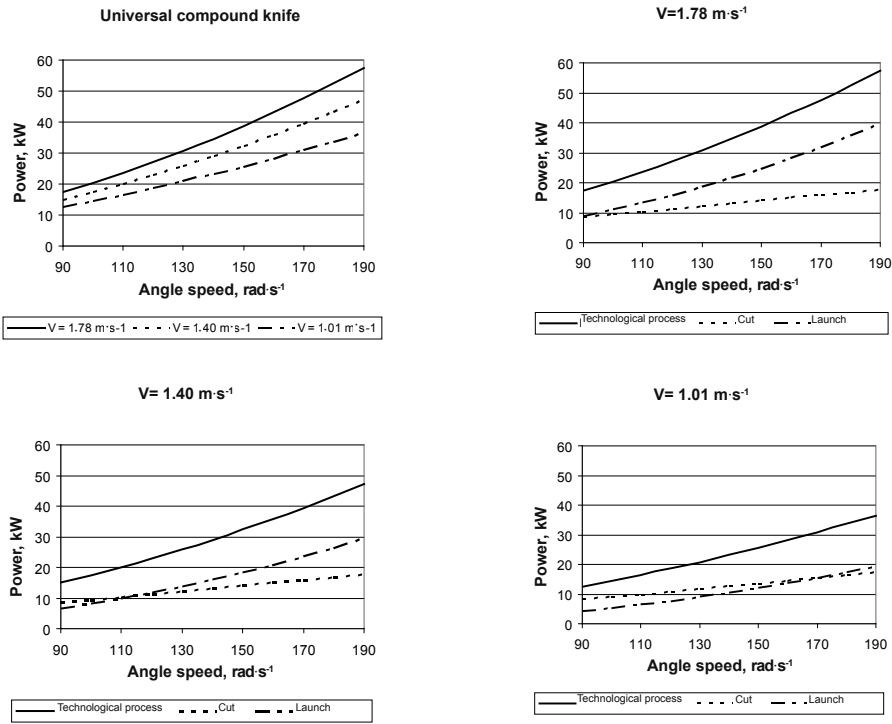 Universal compound knife
60
50
40
30
20
10
0
Power, kW
90 110 130 150 170 190
Angle speed, rad·s-1
V = 1.78 m·s-1 V = 1.40 m·s-1 V = 1.01 m·s-1
V=1.78 m·s-1
60
50
40
30
20
10
0
Power, kW
90 110 130 150 170 190
Angle speed, rad·s-1
Technological process Cut Launch
V= 1.40 m·s-1
60
50
40
30
20
10
0
Power, kW
90 110 130 150 170 190
Angle speed, rad·s-1
Technological process Cut Launch
V= 1.01 m·s-1
60
50
40
30
20
10
0
Power, kW
90 110 130 150 170 190
Angle speed, rad·s-1
Technological process Cut Launch